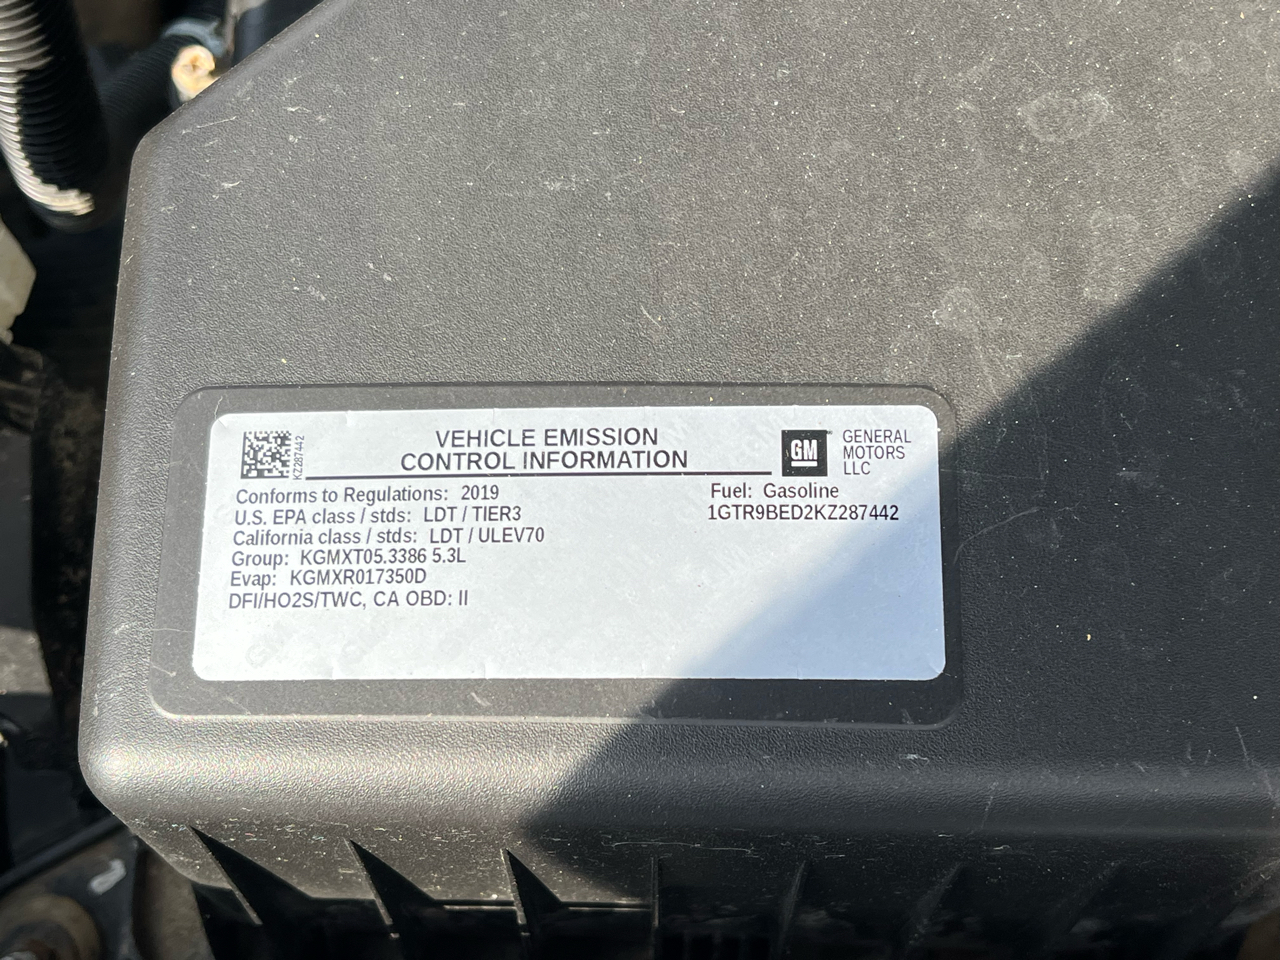 KZ287442
VEHICLE EMISSION
CONTROL INFORMATION
GM
GENERAL
MOTORS
LLC
Conforms to Regulations: 2019
U.S. EPA class / stds: LDT / TIER3
California class / stds: LDT / ULEV70
Group: KGMXT05.3386 5.3L
Evap: KGMXR017350D
DFI/HO2S/TWC, CA OBD: II
Fuel: Gasoline
1GTR9BED2KZ287442